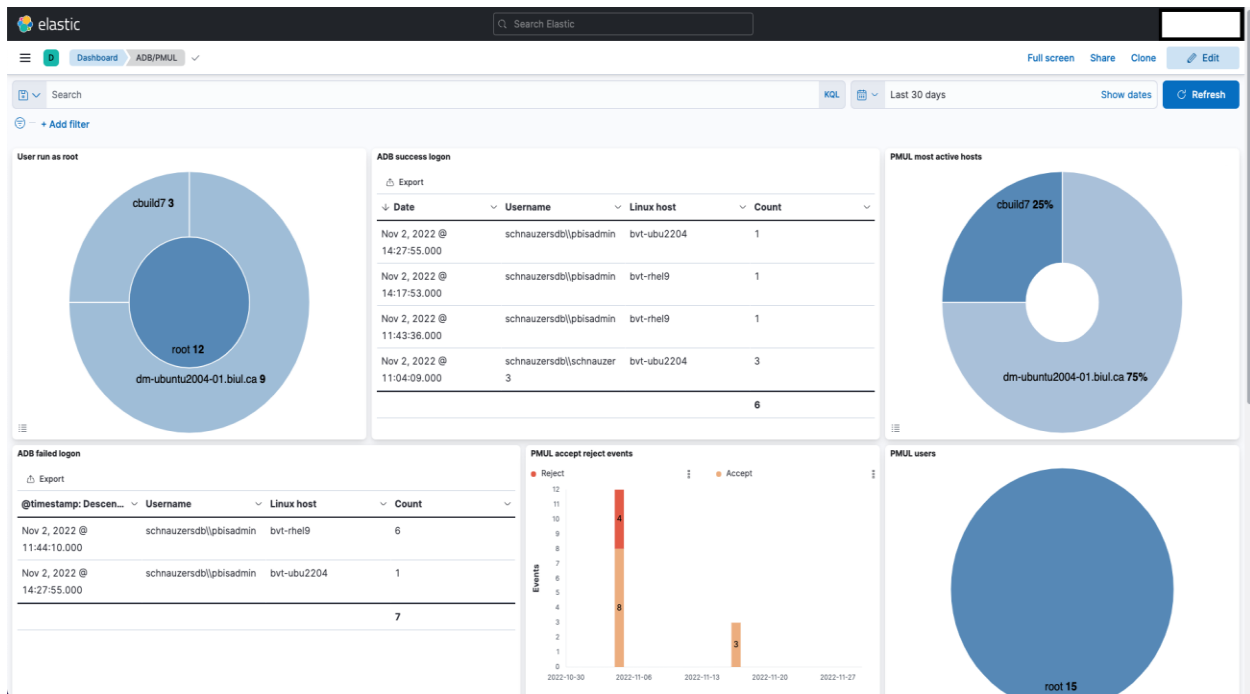 elastic
Search Elastic
D
Dashboard
ADB/PMUL
Full screen
Share
Clone
Edit
Search
KQL
Last 30 days
Show dates
Refresh
+ Add filter
User run as root
cbuild7 3
root 12
dm-ubuntu2004-01.biul.ca 9
ADB success logon
Export
Date Username Linux host Count
Nov 2, 2022 @ schnauzersdb\\pbisadmin bvt-ubu2204 1
14:27:55.000
Nov 2, 2022 @ schnauzersdb\\pbisadmin bvt-rhel9 1
14:17:53.000
Nov 2, 2022 @ schnauzersdb\\pbisadmin bvt-rhel9 1
11:43:36.000
Nov 2, 2022 @ schnauzersdb\\schnauzer bvt-ubu2204 3
11:04:09.000 3
6
PMUL most active hosts
cbuild7 25%
dm-ubuntu2004-01.biul.ca 75%
ADB failed logon
Export
@timestamp: Descen... Username Linux host Count
Nov 2, 2022 @ schnauzersdb\\pbisadmin bvt-rhel9 6
11:44:10.000
Nov 2, 2022 @ schnauzersdb\\pbisadmin bvt-ubu2204 1
14:27:55.000
7
PMUL accept reject events
Reject
Accept
12
11
10
9
8
7
6
5
4
3
2
1
0
Events
4
8
3
2022-10-30 2022-11-06 2022-11-13 2022-11-20 2022-11-27
PMUL users
root 15